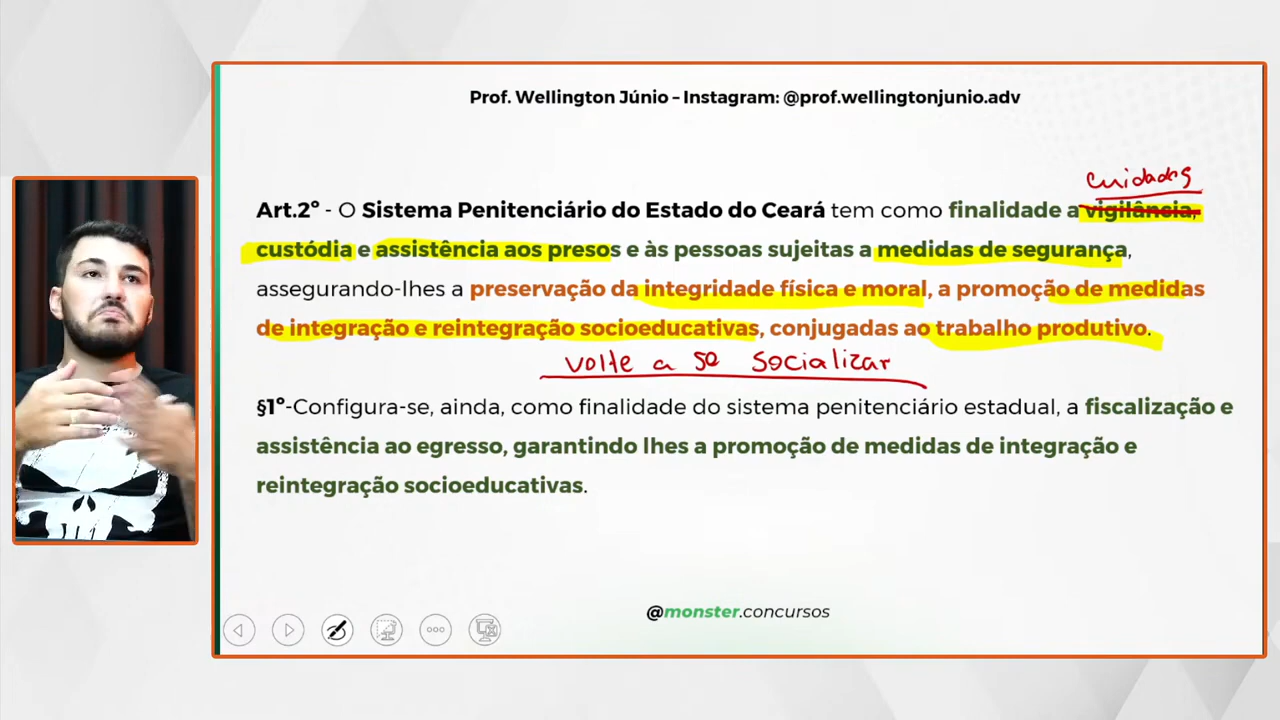 Prof. Wellington Júnio – Instagram: @prof.wellingtonjunio.adv
cuidados
Art.2º - O Sistema Penitenciário do Estado do Ceará tem como finalidade a vigilância,
custódia e assistência aos presos e às pessoas sujeitas a medidas de segurança,
assegurando-lhes a preservação da integridade física e moral, a promoção de medidas
de integração e reintegração socioeducativas, conjugadas ao trabalho produtivo.
volte a se socializar
§1º-Configura-se, ainda, como finalidade do sistema penitenciário estadual, a fiscalização e
assistência ao egresso, garantindo lhes a promoção de medidas de integração e
reintegração socioeducativas.
@monster.concursos